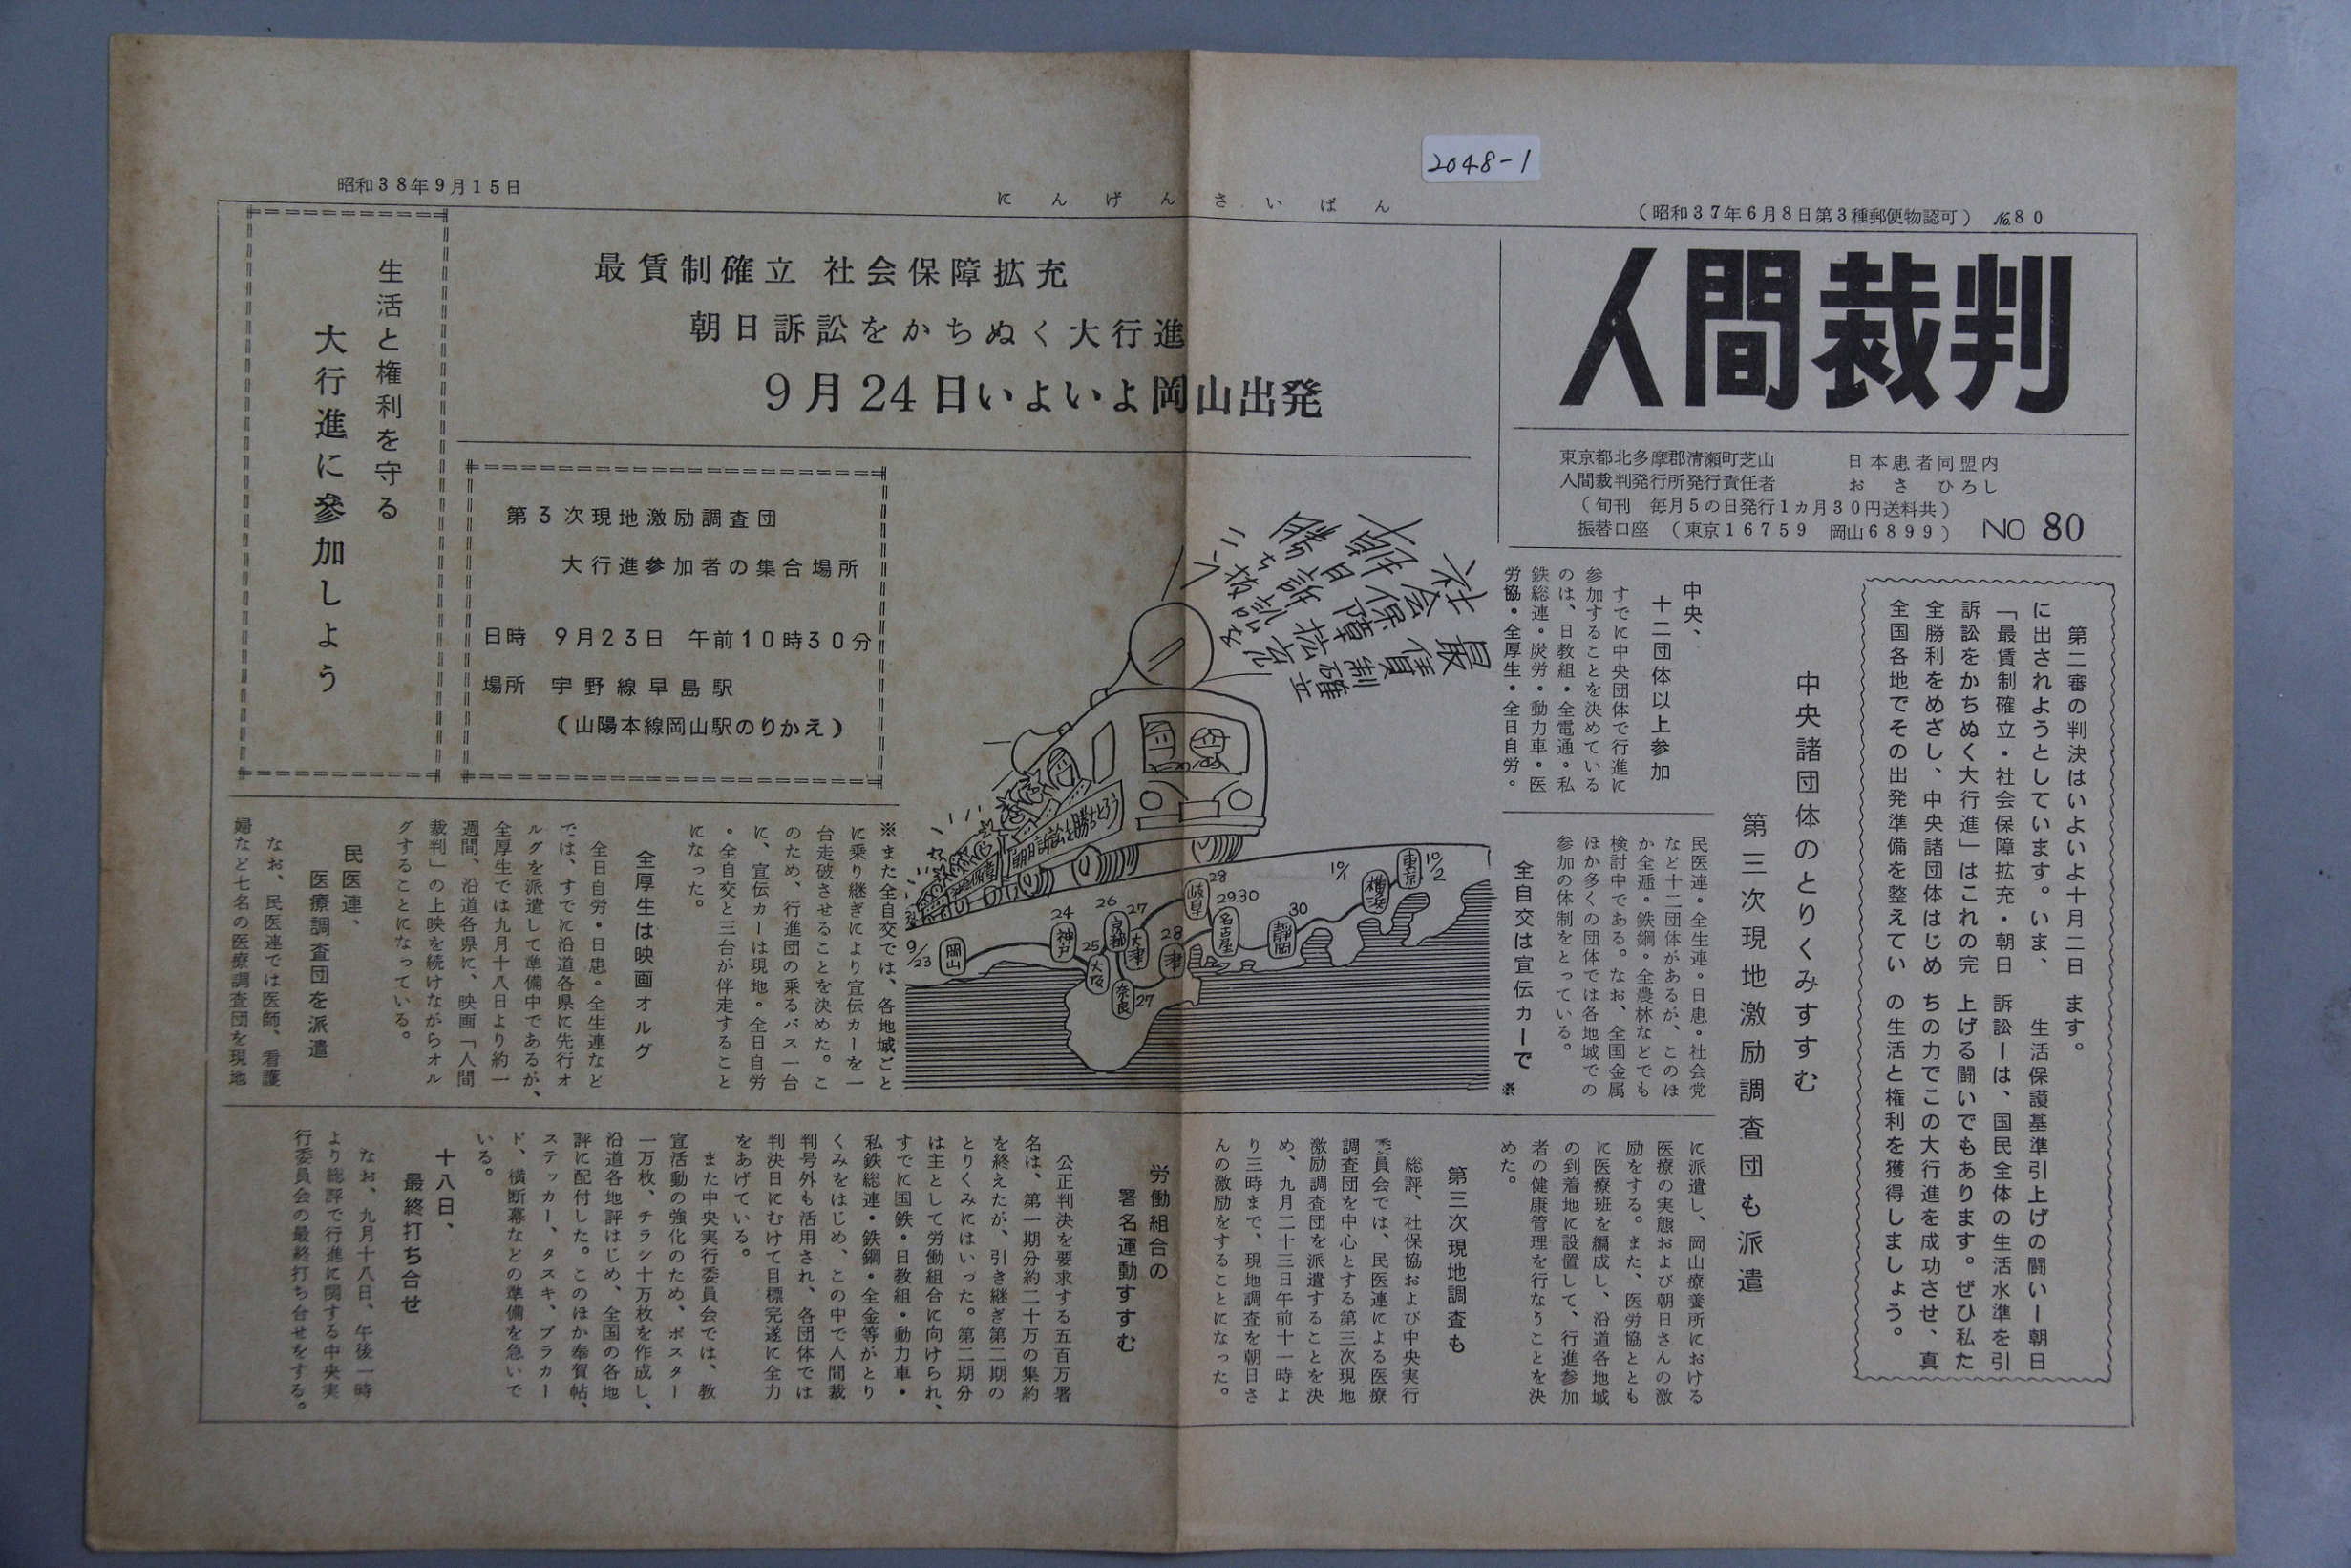 2048-1
昭和38年9月15日
にんげんさいばん
(昭和37年6月8日第3種郵便物認可) No.80
人間裁判
東京都北多摩郡清瀬町芝山 日本患者同盟内
人間裁判発行所発行責任者 おさ ひろし
(旬刊 毎月5の日発行1ヵ月30円送料共)
振替口座 (東京16759 岡山6899) NO 80
最賃制確立 社会保障拡充
朝日訴訟をかちぬく大行進
9月24日いよいよ岡山出発
生活と権利を守る
大行進に参加しよう
第3次現地激励調査団
大行進参加者の集合場所
日時 9月23日 午前10時30分
場所 宇野線早島駅
(山陽本線岡山駅のりかえ)
第二審の判決はいよいよ十月二日
に出されようとしています。いま、
「最賃制確立・社会保障拡充・朝日
訴訟をかちぬく大行進」はこれの完
全勝利をめざし、中央諸団体はじめ
全国各地でその出発準備を整えてい
ます。
生活保護基準引上げの闘いー朝日
訴訟ーは、国民全体の生活水準を引
上げる闘いでもあります。ぜひ私た
ちの力でこの大行進を成功させ、真
の生活と権利を獲得しましょう。
中央諸団体のとりくみすすむ
第三次現地激励調査団も派遣
中央、
十二団体以上参加
すでに中央団体で行進に
参加することを決めている
のは、日教組・全電通・私
鉄総連・炭労・動力車・医
労協・全厚生・全日自労・
民医連・全生連・日患・社会党
など十二団体があるが、このほ
か全逓・鉄鋼・全農林などでも
検討中である。なお、全国金属
ほか多くの団体では各地域での
参加の体制をとっている。
全自交は宣伝カーで
※
最賃制確立
社会保障拡充
朝日訴訟
勝
朝日訴訟を勝ちとろう
東京
10/2
横浜
10/1
静岡
30
名古屋
29.30
岐阜
28
津
28
大津
27
京都
26
奈良
27
大阪
25
神戸
24
岡山
9/23
※また全自交では、各地域ごと
に乗り継ぎにより宣伝カーを一
台走破させることを決めた。こ
のため、行進団の乗るバス一台
に、宣伝カーは現地・全日自労
・全自交と三台が伴走すること
になった。
全厚生は映画オルグ
全日自労・日患・全生連など
では、すでに沿道各県に先行オ
ルグを派遣して準備中であるが、
全厚生では九月十八日より約一
週間、沿道各県に、映画「人間
裁判」の上映を続けながらオル
グすることになっている。
民医連、
医療調査団を派遣
なお、民医連では医師、看護
婦など七名の医療調査団を現地
に派遣し、岡山療養所における
医療の実態および朝日さんの激
励をする。また、医労協ととも
に医療班を編成し、沿道各地域
の到着地に設置して、行進参加
者の健康管理を行なうことを決
めた。
第三次現地調査も
総評、社保協および中央実行
委員会では、民医連による医療
調査団を中心とする第三次現地
激励調査団を派遣することを決
め、九月二十三日午前十一時よ
り三時まで、現地調査を朝日さ
んの激励をすることになった。
労働組合の
署名運動すすむ
公正判決を要求する五百万署
名は、第一期分約二十万の集約
を終えたが、引き継ぎ第二期の
とりくみにはいった。第二期分
は主として労働組合に向けられ、
すでに国鉄・日教組・動力車・
私鉄総連・鉄鋼・全金等がとり
くみをはじめ、この中で人間裁
判号外も活用され、各団体では
判決日にむけて目標完遂に全力
をあげている。
また中央実行委員会では、教
宣活動の強化のため、ポスター
一万枚、チラシ十万枚を作成し、
沿道各地評はじめ、全国の各地
評に配付した。このほか奉賀帖、
ステッカー、タスキ、プラカー
ド、横断幕などの準備を急いで
いる。
十八日、
最終打ち合せ
なお、九月十八日、午後一時
より総評で行進に関する中央実
行委員会の最終打ち合せをする。